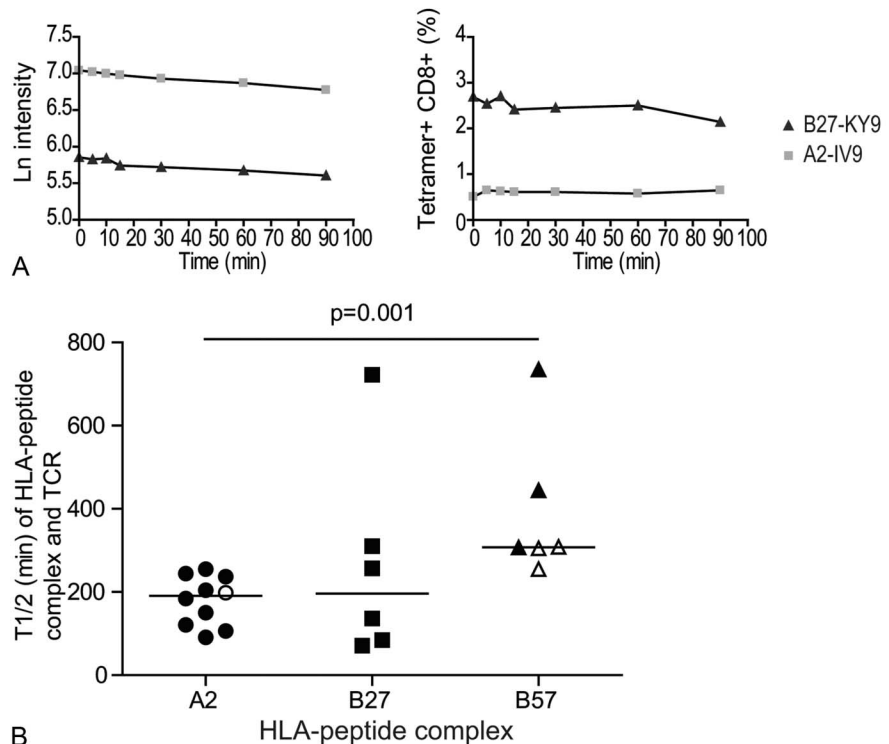 Ln intensity
7.5
7.0
6.5
6.0
5.5
5.0
0 10 20 30 40 50 60 70 80 90 100
Time (min)
Tetramer+ CD8+ (%)
4
3
2
1
0
0 10 20 30 40 50 60 70 80 90 100
Time (min)
B27-KY9
A2-IV9
A
p=0.001
T1/2 (min) of HLA-peptide
complex and TCR
800
600
400
200
0
A2 B27 B57
HLA-peptide complex
B